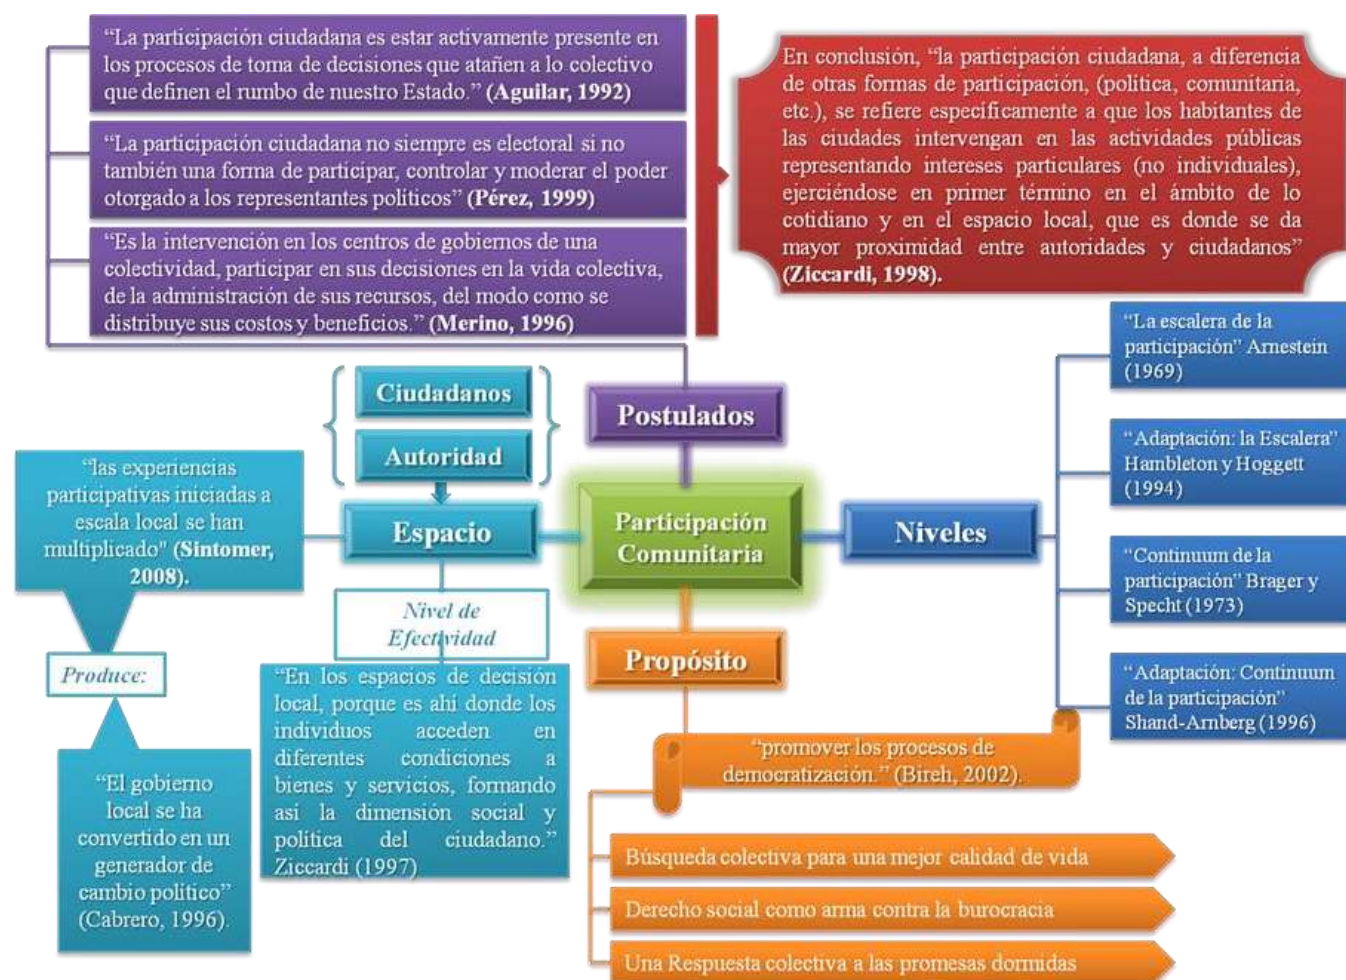 “La participación ciudadana es estar activamente presente en
los procesos de toma de decisiones que atañen a lo colectivo
que definen el rumbo de nuestro Estado.” (Aguilar, 1992)
“La participación ciudadana no siempre es electoral si no
también una forma de participar, controlar y moderar el poder
otorgado a los representantes políticos” (Pérez, 1999)
“Es la intervención en los centros de gobiernos de una
colectividad, participar en sus decisiones en la vida colectiva,
de la administración de sus recursos, del modo como se
distribuye sus costos y beneficios.” (Merino, 1996)
En conclusión, “la participación ciudadana, a diferencia
de otras formas de participación, (política, comunitaria,
etc.), se refiere específicamente a que los habitantes
de las ciudades intervengan en las actividades públicas
representando intereses particulares (no individuales),
ejerciéndose en primer término en el ámbito de lo
cotidiano y en el espacio local, que es donde se da
mayor proximidad entre autoridades y ciudadanos”
(Ziccardi, 1998).
Ciudadanos
Autoridad
Espacio
Postulados
Participación
Comunitaria
Niveles
Propósito
“La escalera de la
participación” Arnestein
(1969)
“Adaptación: la Escalera”
Hambleton y Hoggett
(1994)
“Continuum de la
participación” Brager y
Specht (1973)
“Adaptación: Continuum
de la participación”
Shand-Arnberg (1996)
“las experiencias
participativas iniciadas a
escala local se han
multiplicado" (Sintomer,
2008).
Produce:
“El gobierno
local se ha
convertido en un
generador de
cambio político”
(Cabrero, 1996).
Nivel de
Efectividad
“En los espacios de decisión
local, porque es ahi donde los
individuos acceden en
diferentes condiciones a
bienes y servicios, formando
así la dimensión social y
política del ciudadano.”
Ziccardi (1997)
“promover los procesos de
democratización.” (Bireh, 2002).
Búsqueda colectiva para una mejor calidad de vida
Derecho social como arma contra la burocracia
Una Respuesta colectiva a las promesas dormidas